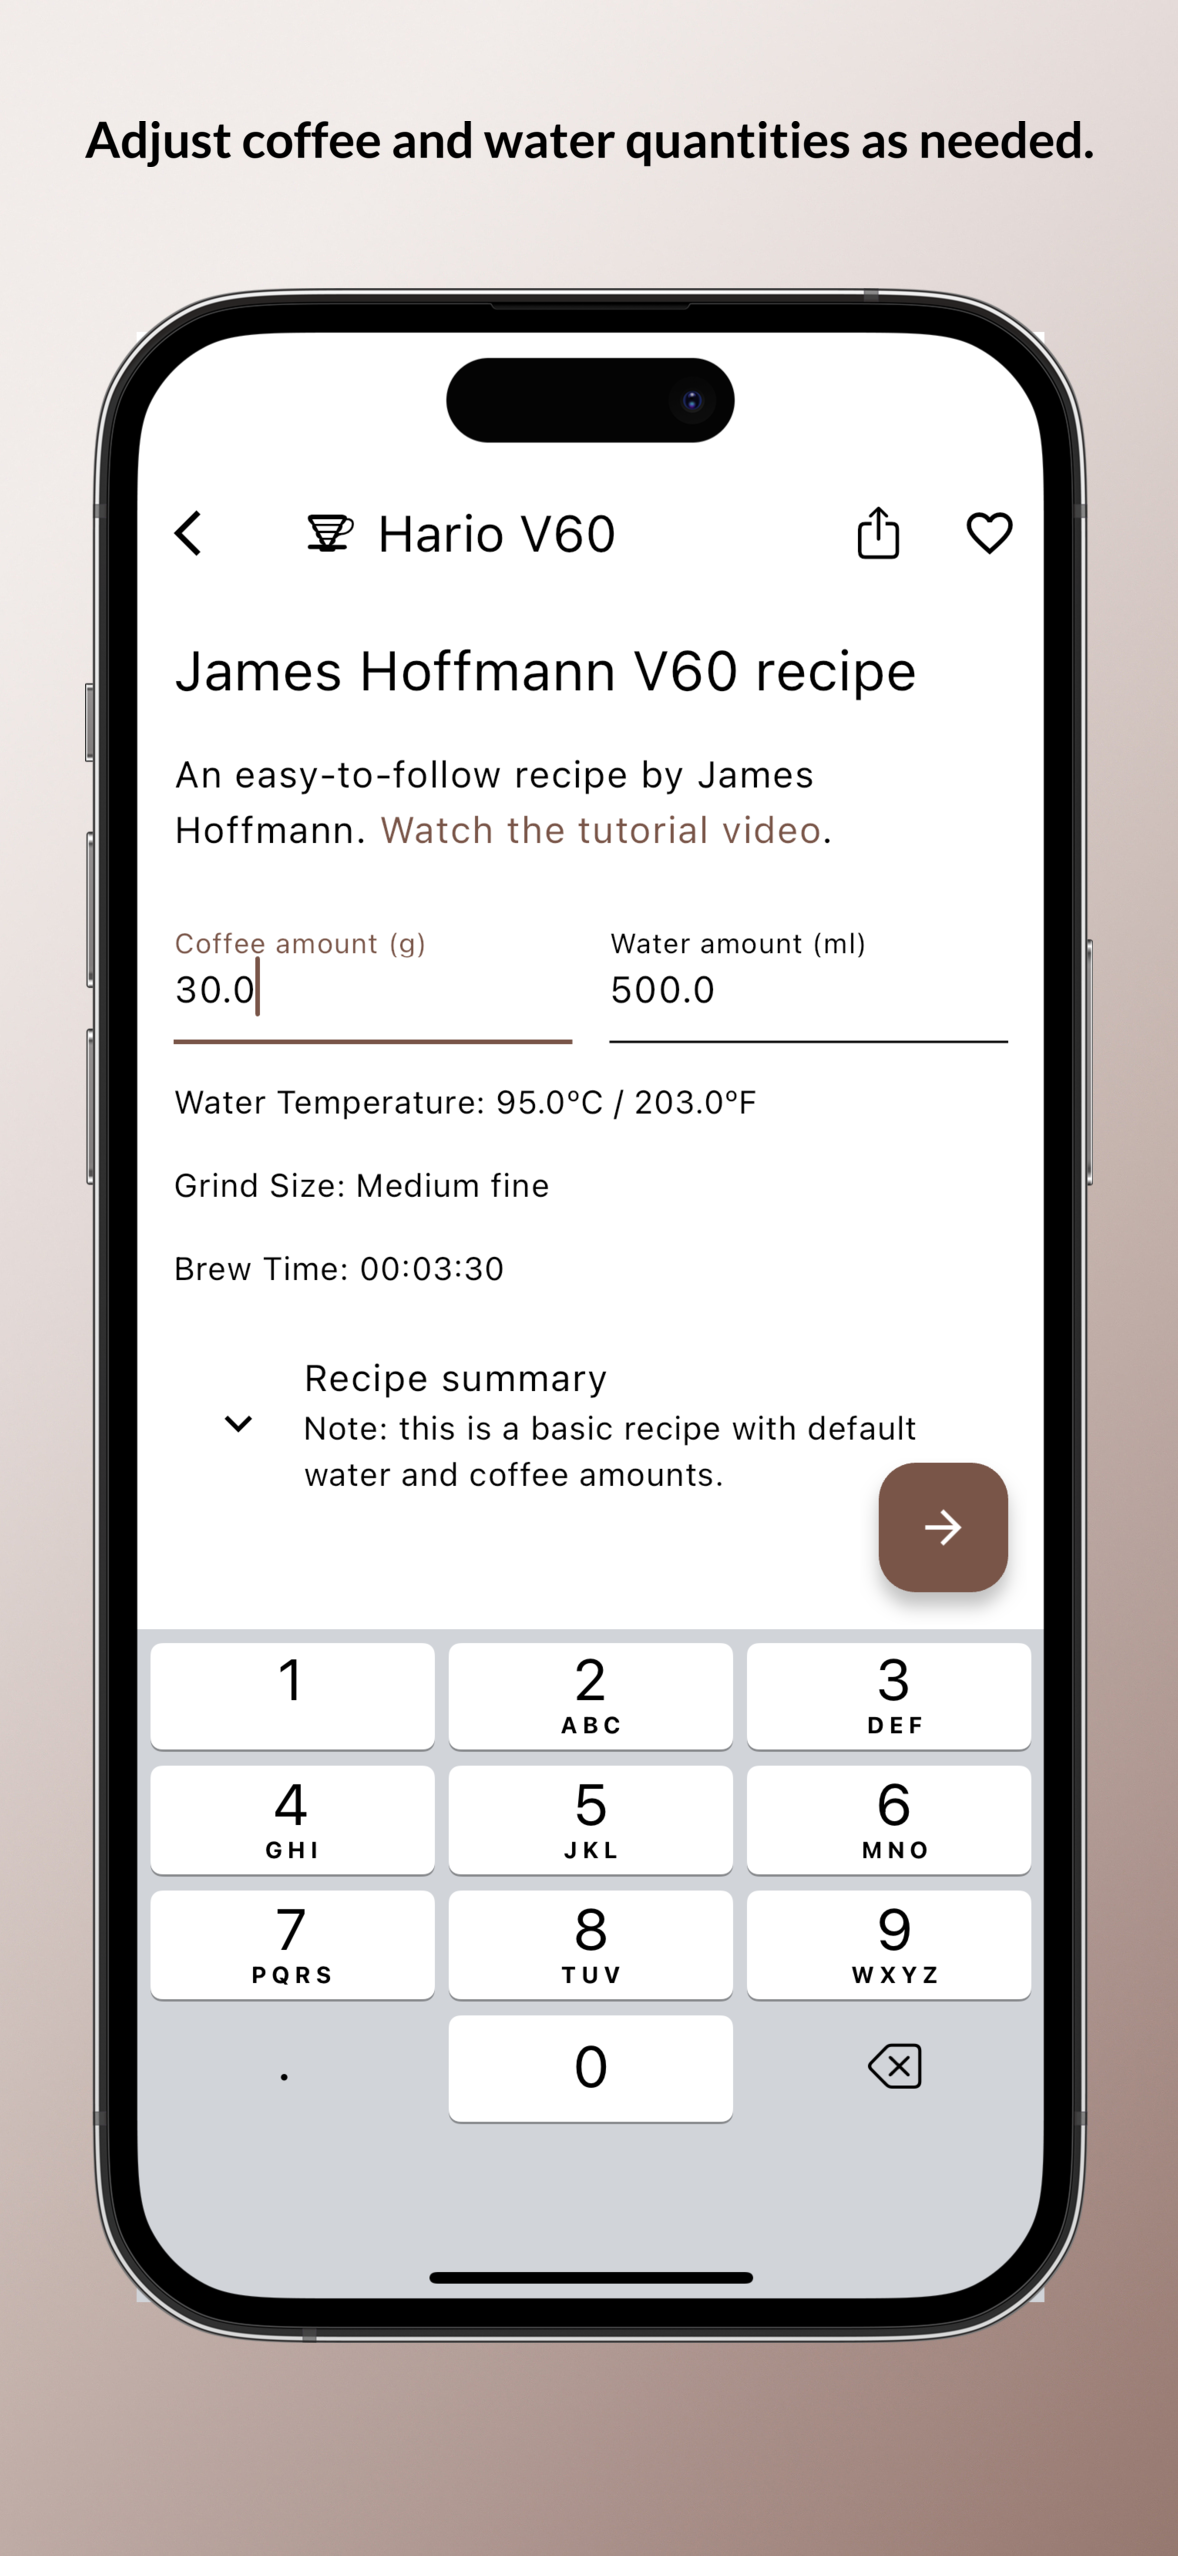 Adjust coffee and water quantities as needed.
Hario V60
James Hoffmann V60 recipe
An easy-to-follow recipe by James
Hoffmann. Watch the tutorial video.
Coffee amount (g)
30.0
Water amount (ml)
500.0
Water Temperature: 95.0ºC / 203.0ºF
Grind Size: Medium fine
Brew Time: 00:03:30
Recipe summary
Note: this is a basic recipe with default
water and coffee amounts.
1
2
ABC
3
DEF
4
GHI
5
JKL
6
MNO
7
PQRS
8
TUV
9
WXYZ
.
0